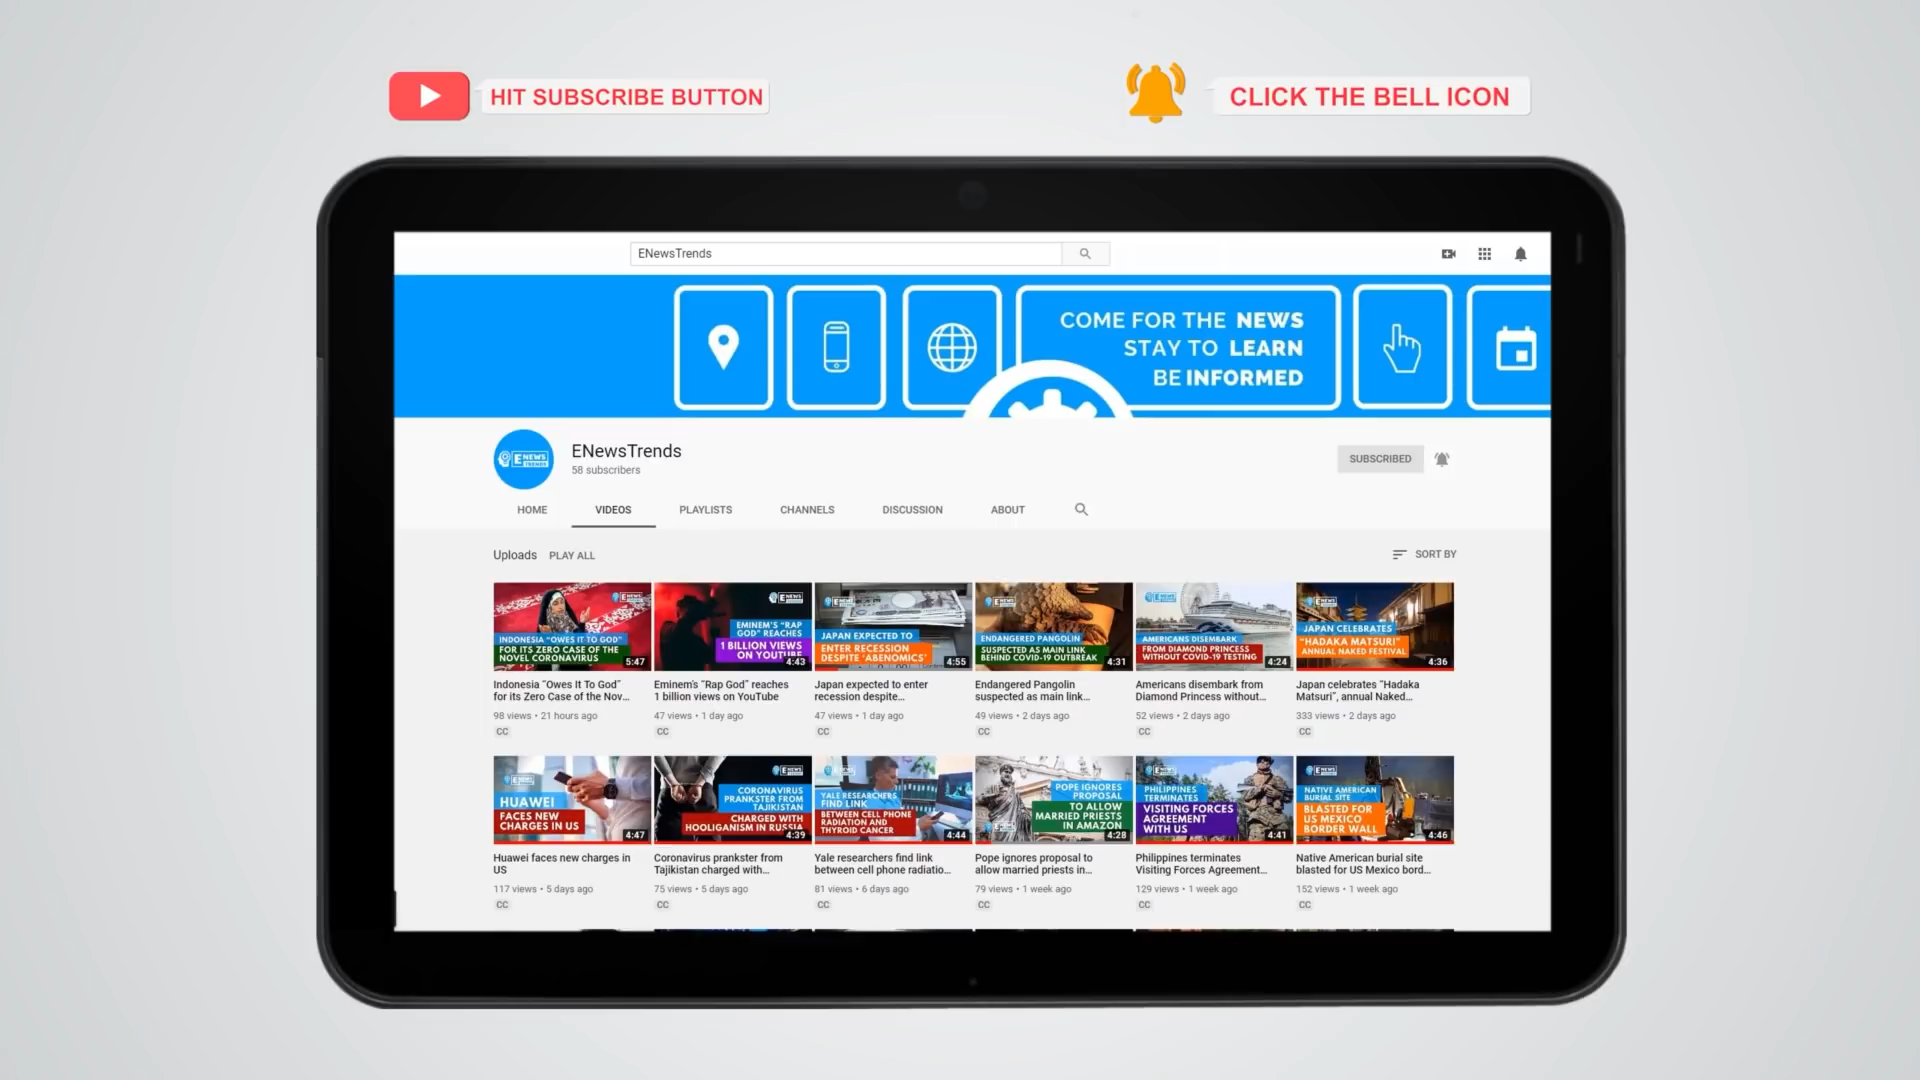 HIT SUBSCRIBE BUTTON
CLICK THE BELL ICON
ENewsTrends
COME FOR THE NEWS
STAY TO LEARN
BE INFORMED
E NEWS
TRENDS
ENewsTrends
58 subscribers
SUBSCRIBED
HOME VIDEOS PLAYLISTS CHANNELS DISCUSSION ABOUT
Uploads PLAY ALL
SORT BY
INDONESIA "OWES IT TO GOD"
FOR ITS ZERO CASE OF THE
NOVEL CORONAVIRUS
5:47
EMINEM'S "RAP
GOD" REACHES
1 BILLION VIEWS
ON YOUTUBE
4:43
JAPAN EXPECTED TO
ENTER RECESSION
DESPITE 'ABENOMICS'
4:55
ENDANGERED PANGOLIN
SUSPECTED AS MAIN LINK
BEHIND COVID-19 OUTBREAK
4:31
AMERICANS DISEMBARK
FROM DIAMOND PRINCESS
WITHOUT COVID-19 TESTING
4:24
JAPAN CELEBRATES
"HADAKA MATSURI"
ANNUAL NAKED FESTIVAL
4:36
Indonesia "Owes It To God"
for its Zero Case of the Nov...
98 views • 21 hours ago
CC
Eminem's "Rap God" reaches
1 billion views on YouTube
47 views • 1 day ago
CC
Japan expected to enter
recession despite...
47 views • 1 day ago
CC
Endangered Pangolin
suspected as main link...
49 views • 2 days ago
CC
Americans disembark from
Diamond Princess without...
52 views • 2 days ago
CC
Japan celebrates "Hadaka
Matsuri", annual Naked...
333 views • 2 days ago
CC
HUAWEI
FACES NEW
CHARGES IN US
4:47
CORONAVIRUS
PRANKSTER FROM
TAJIKISTAN
CHARGED WITH
HOOLIGANISM IN RUSSIA
4:39
YALE RESEARCHERS
FIND LINK
BETWEEN CELL PHONE
RADIATION AND
THYROID CANCER
4:44
POPE IGNORES
PROPOSAL
TO ALLOW
MARRIED PRIESTS
IN AMAZON
4:28
PHILIPPINES
TERMINATES
VISITING FORCES
AGREEMENT
WITH US
4:41
NATIVE AMERICAN
BURIAL SITE
BLASTED FOR
US MEXICO
BORDER WALL
4:46
Huawei faces new charges in
US
117 views • 5 days ago
CC
Coronavirus prankster from
Tajikistan charged with...
75 views • 5 days ago
CC
Yale researchers find link
between cell phone radiatio...
81 views • 6 days ago
CC
Pope ignores proposal to
allow married priests in...
79 views • 1 week ago
CC
Philippines terminates
Visiting Forces Agreement...
129 views • 1 week ago
CC
Native American burial site
blasted for US Mexico bord...
152 views • 1 week ago
CC